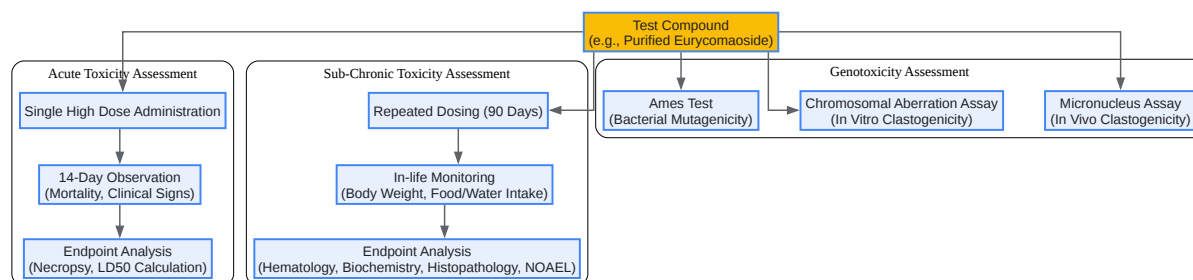 Test Compound
(e.g., Purified Eurycomaoside)
Acute Toxicity Assessment
Single High Dose Administration
14-Day Observation
(Mortality, Clinical Signs)
Endpoint Analysis
(Necropsy, LD50 Calculation)
Sub-Chronic Toxicity Assessment
Repeated Dosing (90 Days)
In-life Monitoring
(Body Weight, Food/Water Intake)
Endpoint Analysis
(Hematology, Biochemistry, Histopathology, NOAEL)
Genotoxicity Assessment
Ames Test
(Bacterial Mutagenicity)
Chromosomal Aberration Assay
(In Vitro Clastogenicity)
Micronucleus Assay
(In Vivo Clastogenicity)